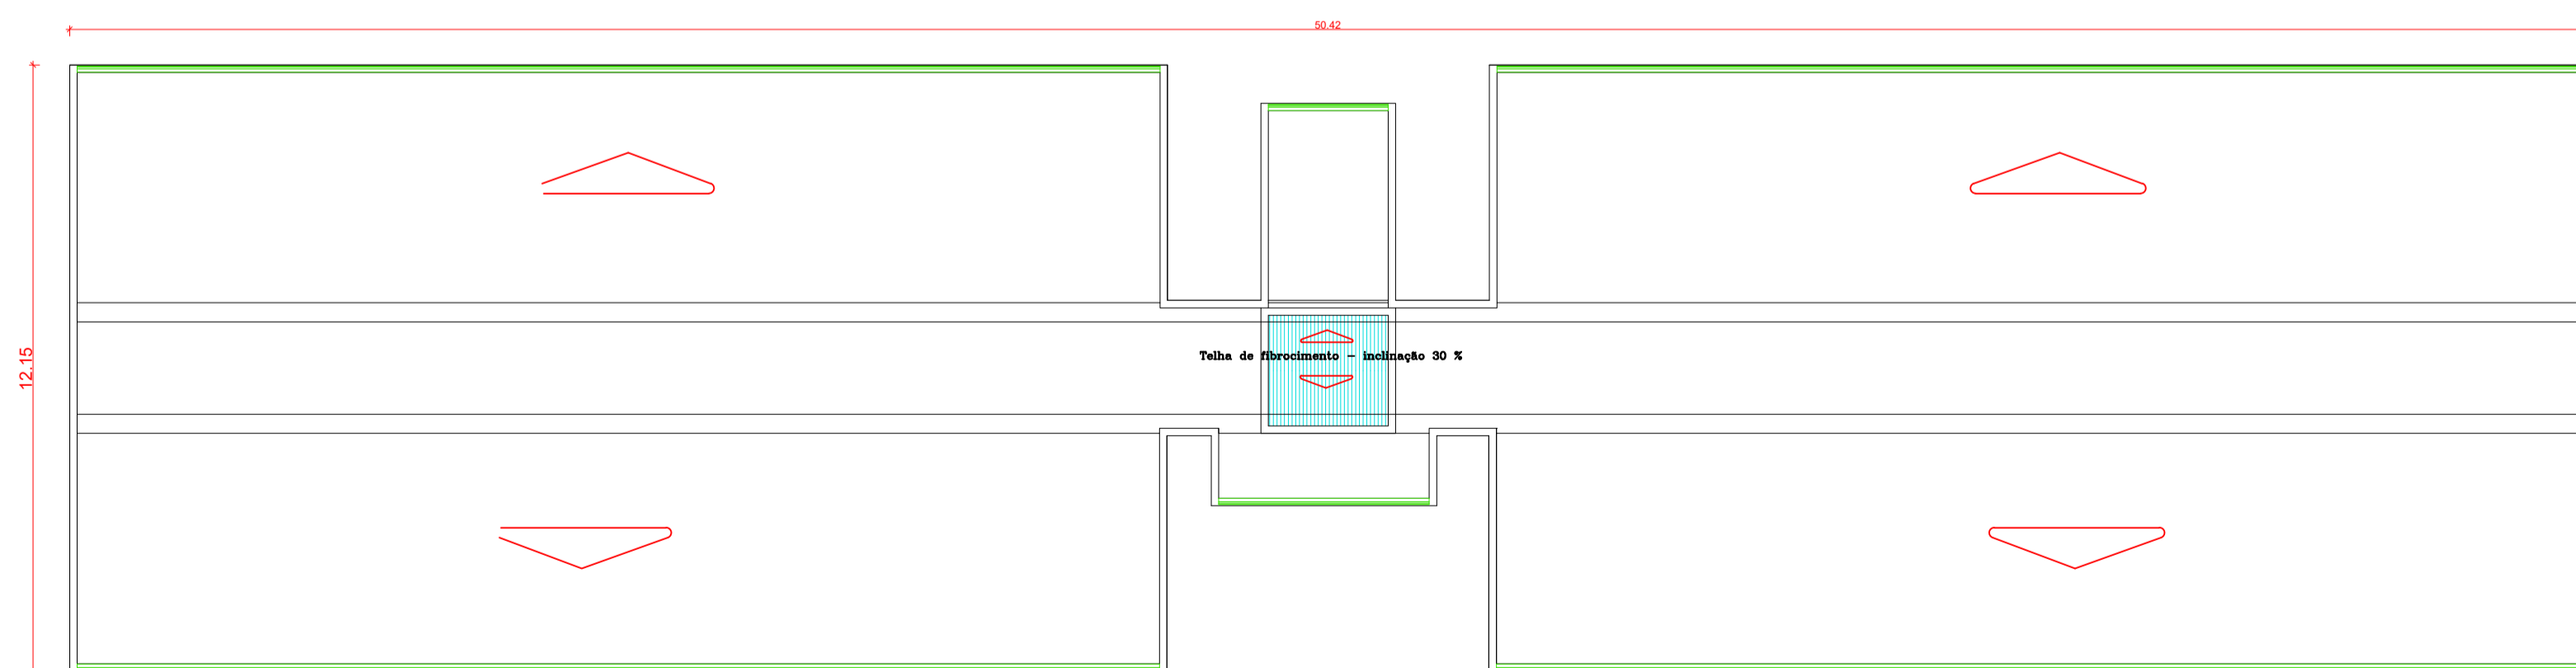 50.42
12.15
Telha de fibrocimento – inclinação 30 %